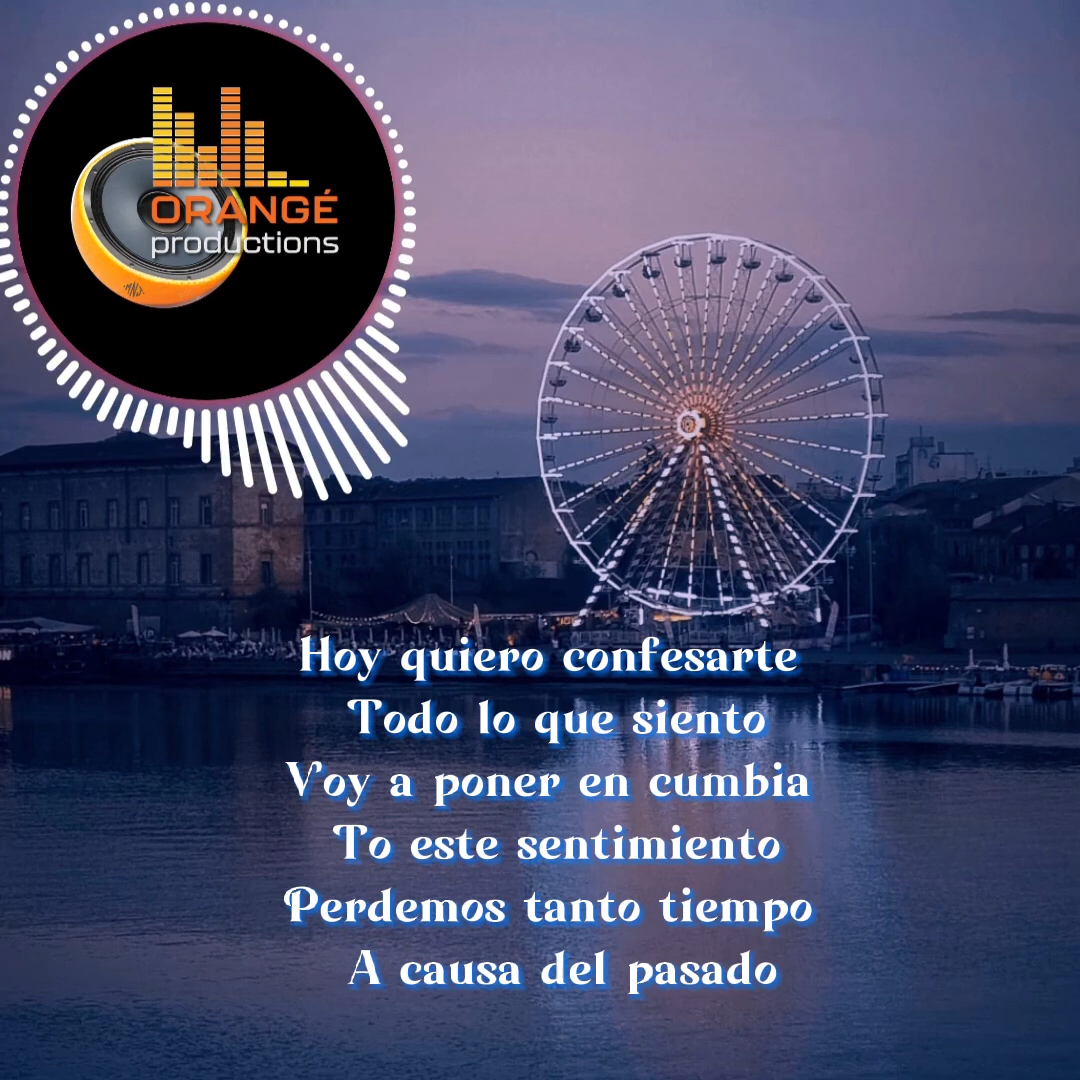 ORANGÉ
productions
Hoy quiero confesarte
Todo lo que siento
Voy a poner en cumbia
To este sentimiento
Perdemos tanto tiempo
A causa del pasado